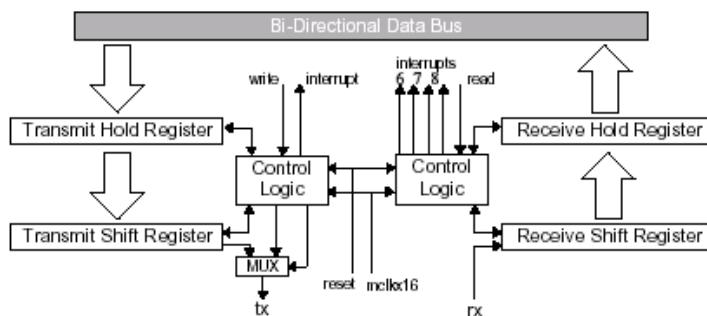 Bi-Directional Data Bus
write interrupt
interrupts
6 7 8
read
Transmit Hold Register
Receive Hold Register
Control
Logic
Control
Logic
Transmit Shift Register
Receive Shift Register
MUX
reset mclkx16
tx
rx